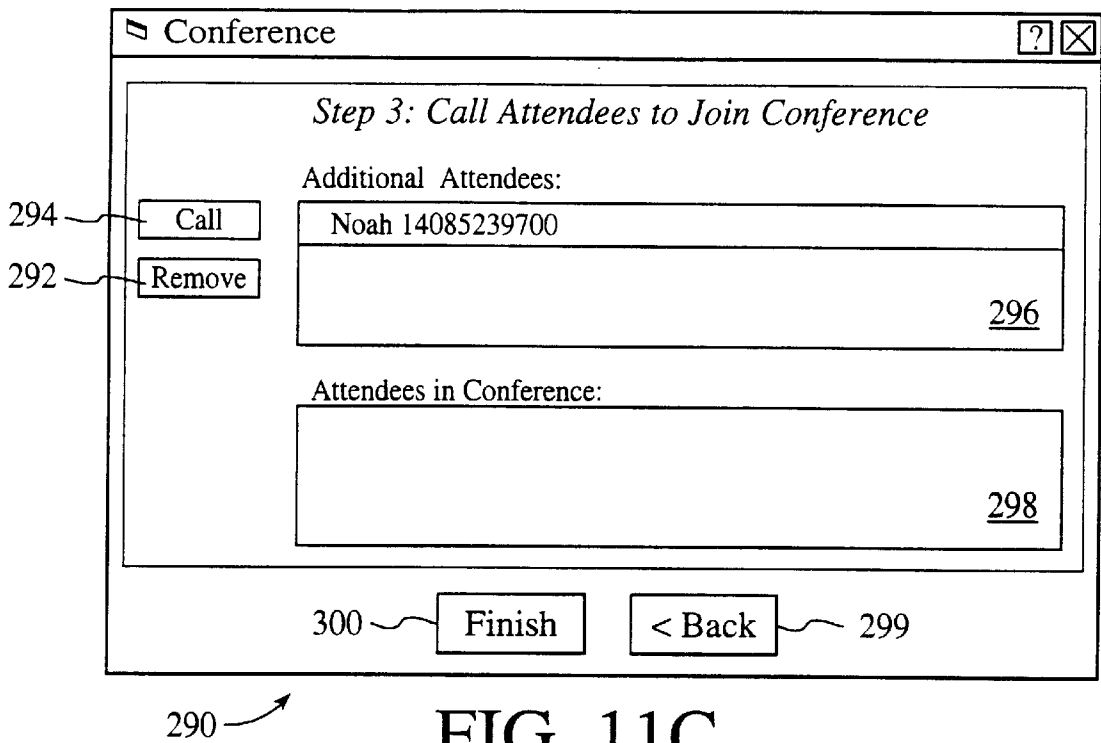 Conference ?
Step 3: Call Attendees to Join Conference
Additional Attendees:
294 Call Noah 14085239700
292 Remove
296
Attendees in Conference:
298
300 Finish < Back 299
290
FIG. 11C